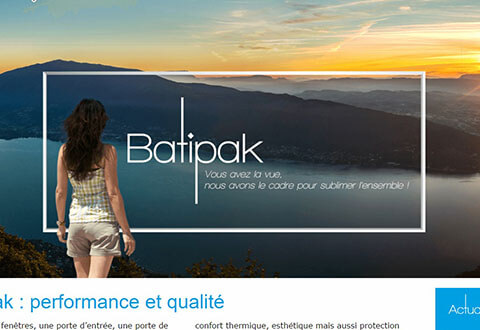 Batipak
Vous avez la vue,
nous avons le cadre pour sublimer l'ensemble !
ak : performance et qualité
fenêtres, une porte d'entrée, une porte de
confort thermique, esthétique mais aussi protection
Actua